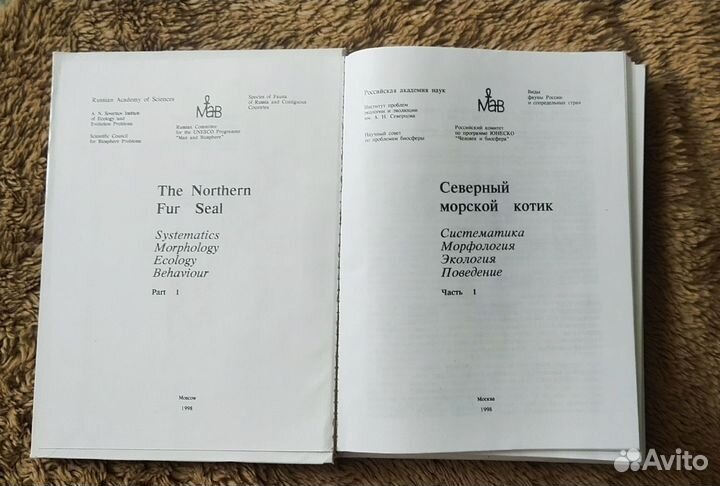 Russian Academy of Sciences
A. N. Severtsov Institute
of Ecology and
Evolution Problems
Scientific Council
for Biosphere Problems
MaB
Russian Committee
for the UNESCO Programme
"Man and Biosphere"
Species of Fauna
of Russia and Contiguous
Countries
The Northern
Fur Seal
Systematics
Morphology
Ecology
Behaviour
Part 1
Moscow
1998
Российская академия наук
Институт проблем
экологии и эволюции
им. А. Н. Северцова
Научный совет
по проблемам биосферы
MaB
Российский комитет
по программе ЮНЕСКО
"Человек и биосфера"
Виды
фауны России
и сопредельных стран
Северный
морской котик
Систематика
Морфология
Экология
Поведение
Часть 1
Москва
1998
Avito